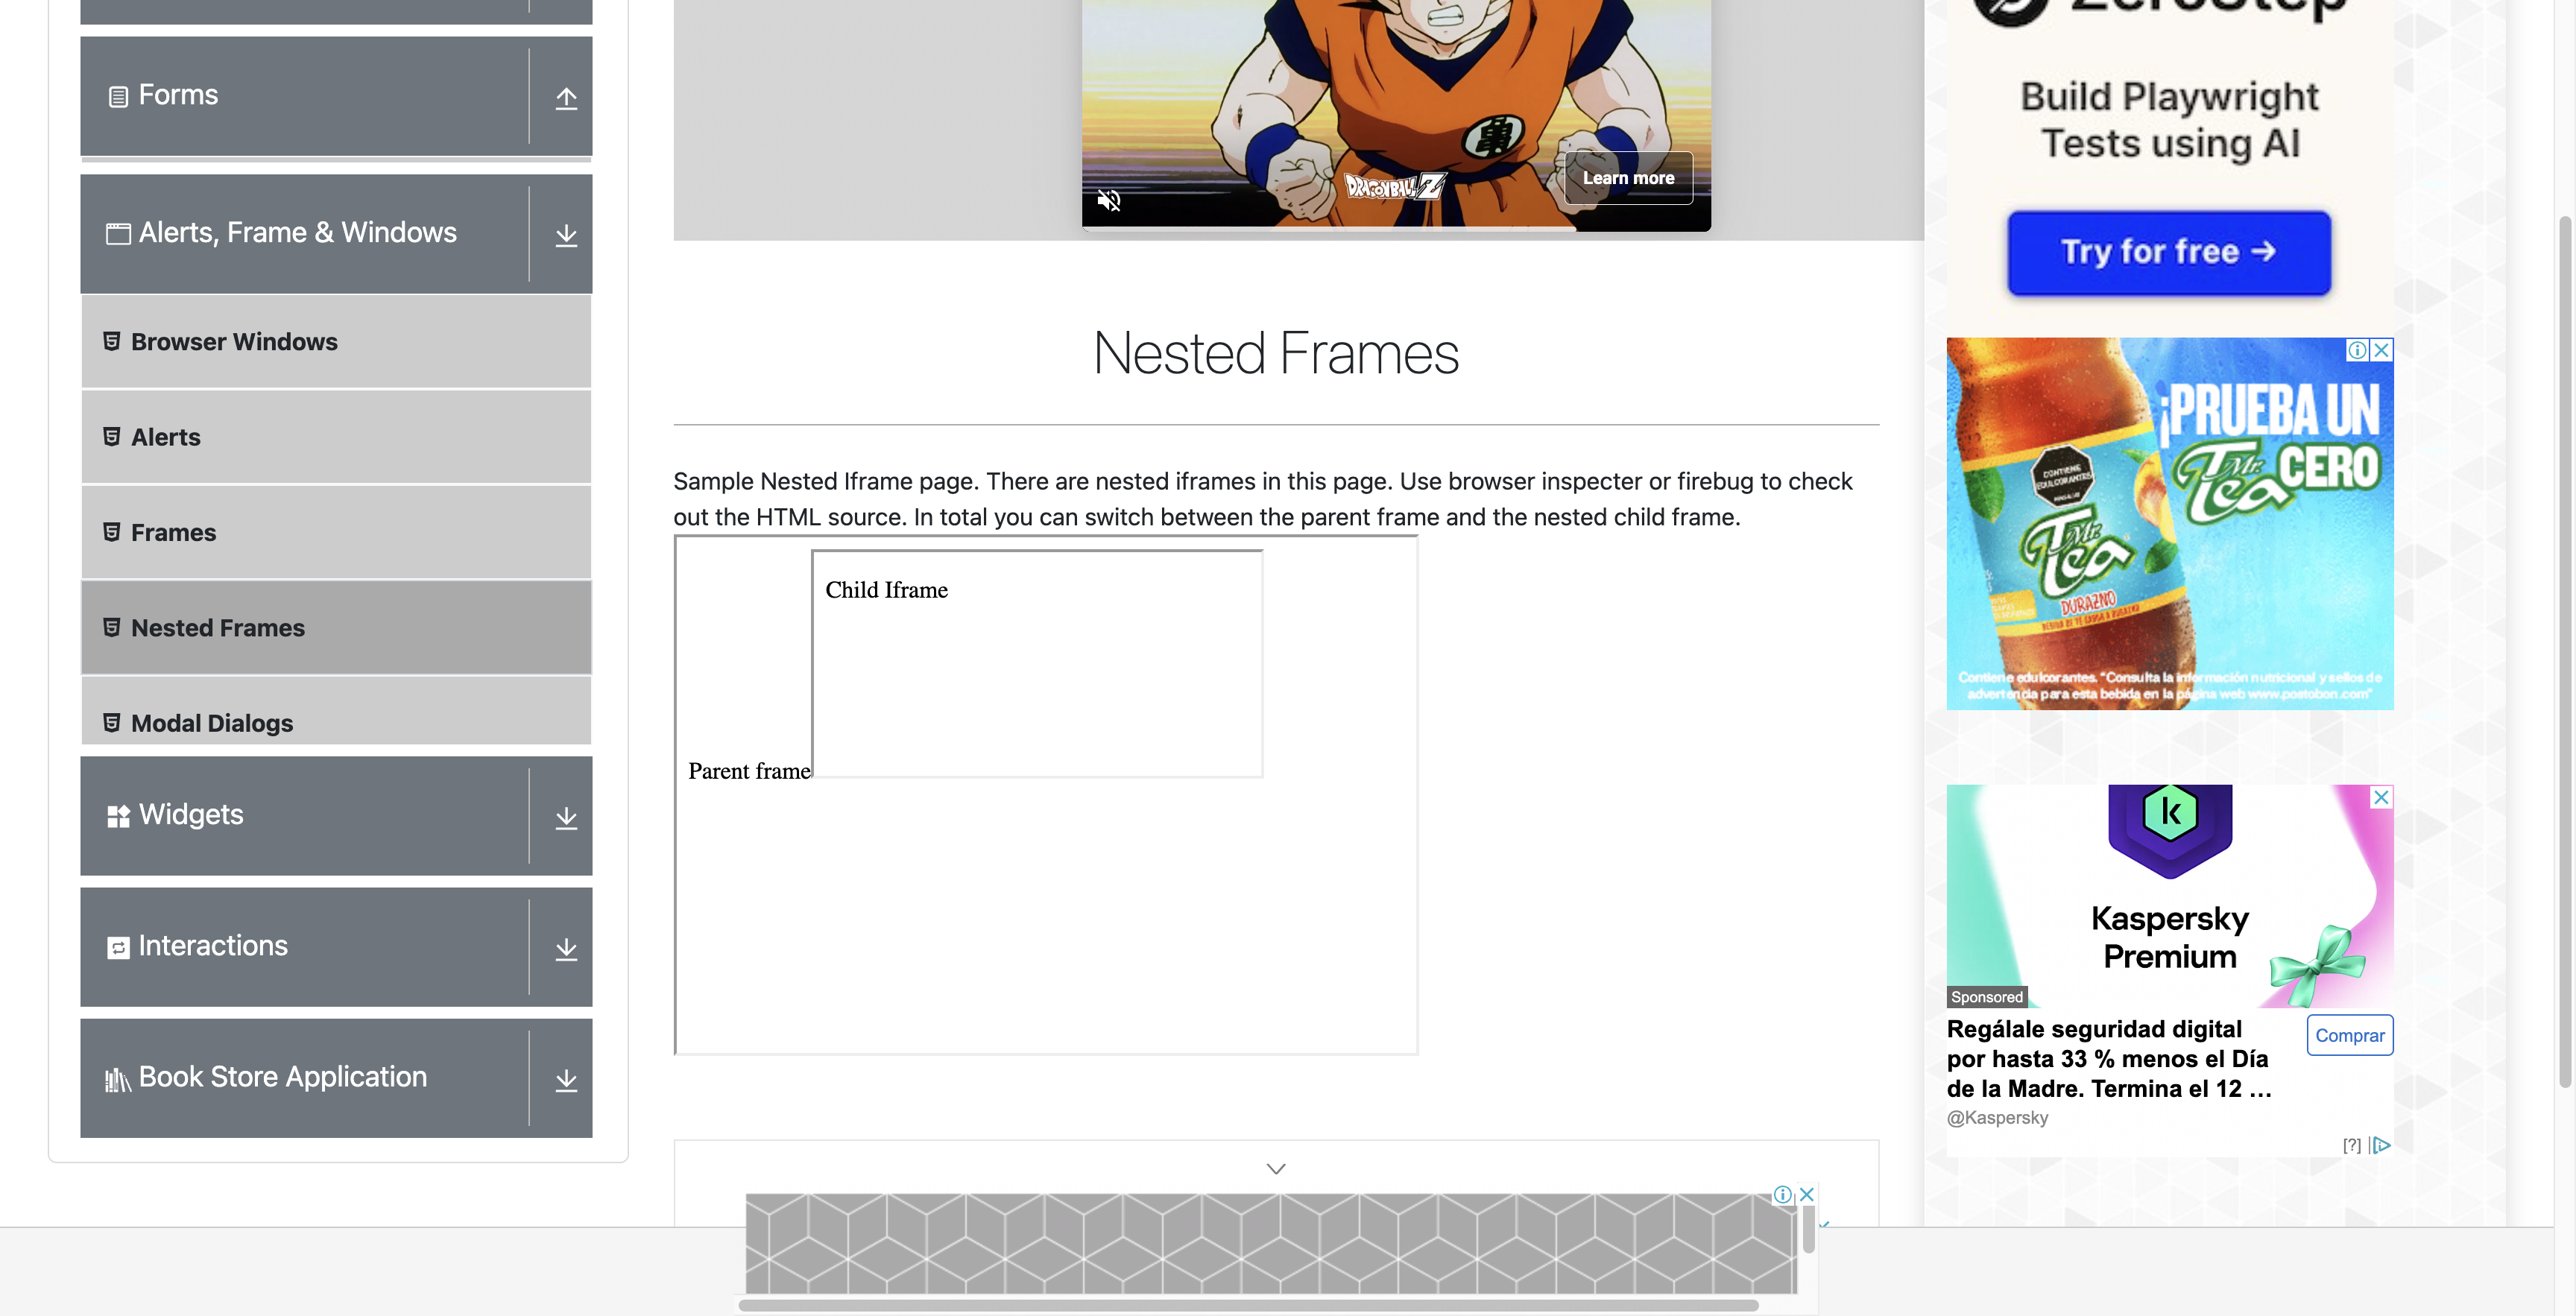 Forms
Alerts, Frame & Windows
Browser Windows
Alerts
Frames
Nested Frames
Modal Dialogs
Widgets
Interactions
Book Store Application
DRAGONBALL Z
Learn more
Nested Frames
Sample Nested Iframe page. There are nested iframes in this page. Use browser inspecter or firebug to check
out the HTML source. In total you can switch between the parent frame and the nested child frame.
Child Iframe
Parent frame
ZeroStep
Build Playwright
Tests using AI
Try for free →
¡PRUEBA UN
Mr. Tea CERO
CONTIENE
EDULCORANTES
Mr.
Tea
DURAZNO
Contiene edulcorantes. "Consulta la información nutricional y sellos de
advertencia para esta bebida en la página web www.postobon.com"
Kaspersky
Premium
Sponsored
Regálale seguridad digital
por hasta 33 % menos el Día
de la Madre. Termina el 12 ...
Comprar
@Kaspersky
[?]